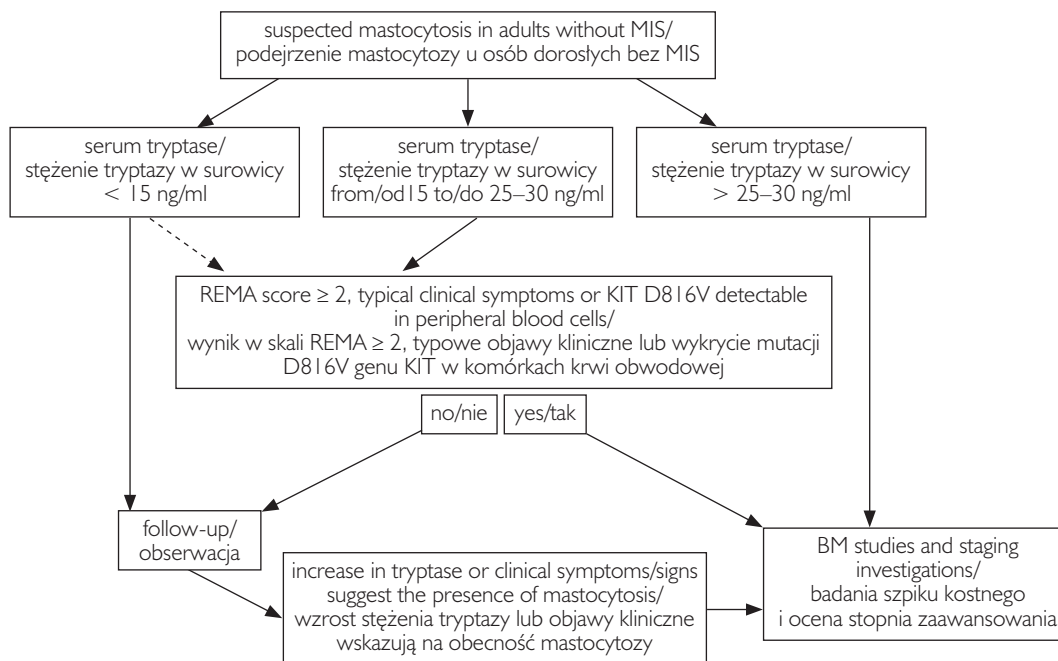 suspected mastocytosis in adults without MIS/
podejrzenie mastocytozy u osób dorosłych bez MIS
serum tryptase/
stężenie tryptazy w surowicy
< 15 ng/ml
serum tryptase/
stężenie tryptazy w surowicy
from/od15 to/do 25–30 ng/ml
serum tryptase/
stężenie tryptazy w surowicy
> 25–30 ng/ml
REMA score ≥ 2, typical clinical symptoms or KIT D816V detectable
in peripheral blood cells/
wynik w skali REMA ≥ 2, typowe objawy kliniczne lub wykrycie mutacji
D816V genu KIT w komórkach krwi obwodowej
no/nie
yes/tak
follow-up/
obserwacja
increase in tryptase or clinical symptoms/signs
suggest the presence of mastocytosis/
wzrost stężenia tryptazy lub objawy kliniczne
wskazują na obecność mastocytozy
BM studies and staging
investigations/
badania szpiku kostnego
i ocena stopnia zaawansowania